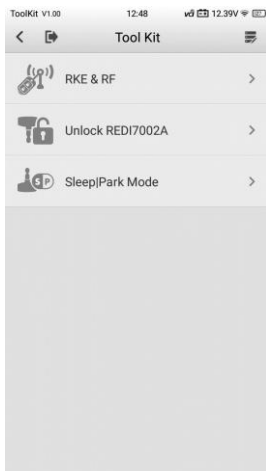 ToolKit V1.00 12:48 12.39V
Tool Kit
RKE & RF
Unlock REDI7002A
Sleep|Park Mode
S P